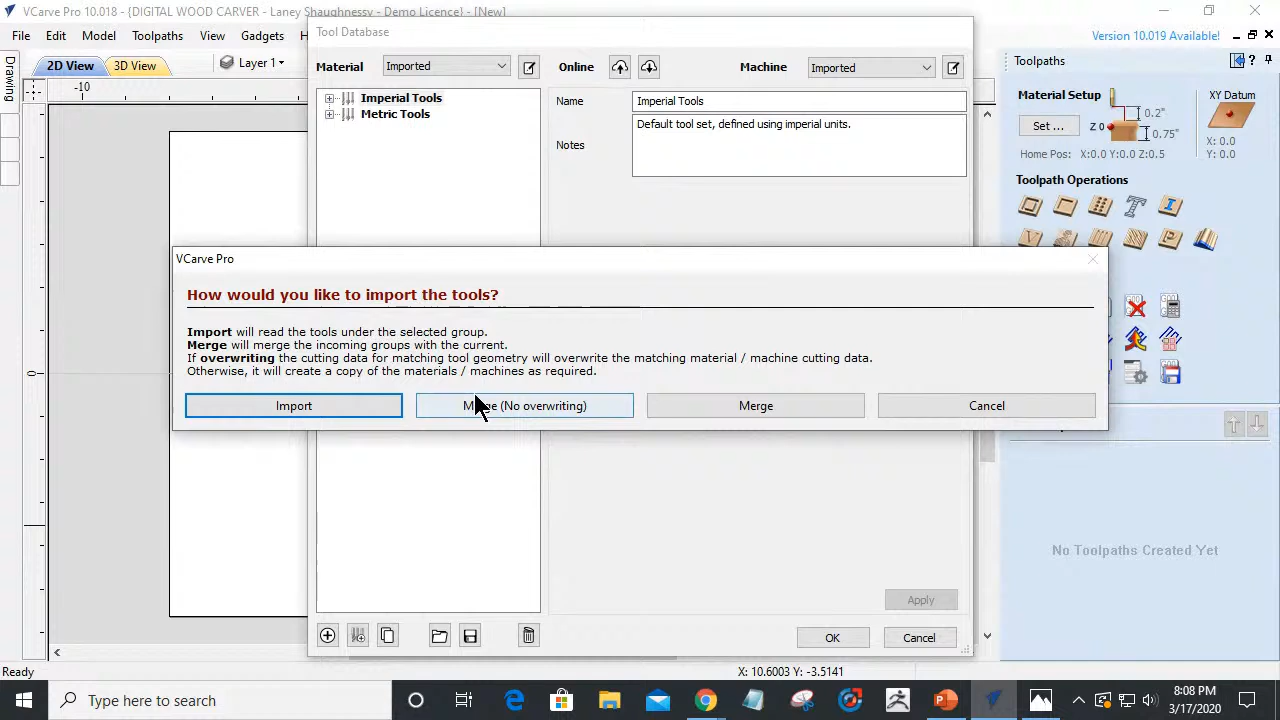 VCarve Pro 10.018 - {DIGITAL WOOD CARVER - Laney Shaughnessy - Demo Licence} - [New]
File Edit Model Toolpaths View Gadgets H
Version 10.019 Available!
Drawing
2D View
3D View
Layer 1
-10
0
Tool Database
Material
Imported
Online
Machine
Imported
Imperial Tools
Metric Tools
Name
Imperial Tools
Notes
Default tool set, defined using imperial units.
Apply
OK
Cancel
Toolpaths
Material Setup
Set ...
Z 0
0.2"
0.75"
XY Datum
X: 0.0
Y: 0.0
Home Pos: X:0.0 Y:0.0 Z:0.5
Toolpath Operations
No Toolpaths Created Yet
VCarve Pro
How would you like to import the tools?
Import will read the tools under the selected group.
Merge will merge the incoming groups with the current.
If overwriting the cutting data for matching tool geometry will overwrite the matching material / machine cutting data.
Otherwise, it will create a copy of the materials / machines as required.
Import
Merge (No overwriting)
Merge
Cancel
Ready
X: 10.6003 Y: -3.5141
Type here to search
8:08 PM
3/17/2020